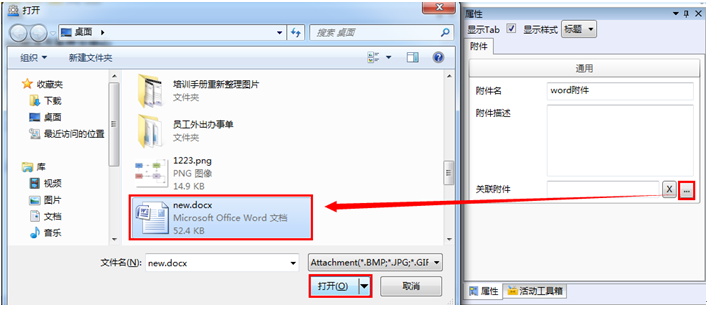 打开
桌面
搜索 桌面
组织
新建文件夹
收藏夹
下载
桌面
最近访问的位置
库
视频
图片
文档
音乐
培训手册重新整理图片
文件夹
员工外出办事单
文件夹
1223.png
PNG 图像
14.9 KB
new.docx
Microsoft Office Word 文档
52.4 KB
文件名(N): new.docx
Attachment(*.BMP;*.JPG;*.GIF
打开(O)
取消
属性
显示Tab 显示样式 标题
附件
通用
附件名 word附件
附件描述
关联附件 X ...
属性 活动工具箱